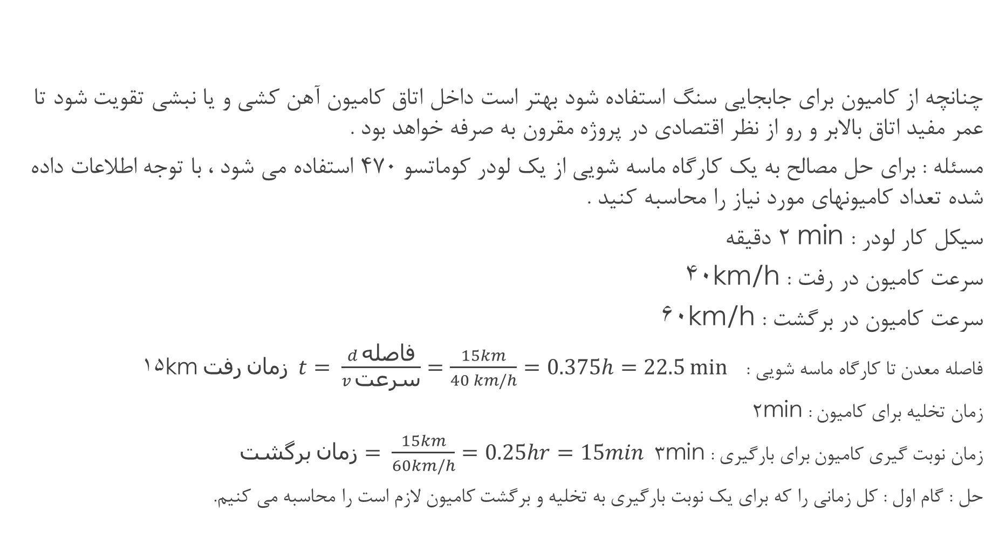 چنانچه از کامیون برای جابجایی سنگ استفاده شود بهتر است داخل اتاق کامیون آهن کشی و یا نبشی تقویت شود تا
عمر مفید اتاق بالابر و رو از نظر اقتصادی در پروژه مقرون به صرفه خواهد بود .
مسئله : برای حل مصالح به یک کارگاه ماسه شویی از یک لودر کوماتسو ۴۷۰ استفاده می شود ، با توجه اطلاعات داده
شده تعداد کامیونهای مورد نیاز را محاسبه کنید .
سیکل کار لودر : ۲ min دقیقه
سرعت کامیون در رفت : ۴۰km/h
سرعت کامیون در برگشت : ۶۰km/h
فاصله معدن تا کارگاه ماسه شویی : ۱۵km زمان رفت t = فاصله d / سرعت v = 15km / 40 km/h = 0.375h = 22.5 min
زمان تخلیه برای کامیون : ۲min
زمان نوبت گیری کامیون برای بارگیری : ۳min زمان برگشت = 15km / 60km/h = 0.25hr = 15min
حل : گام اول : کل زمانی را که برای یک نوبت بارگیری به تخلیه و برگشت کامیون لازم است را محاسبه می کنیم.